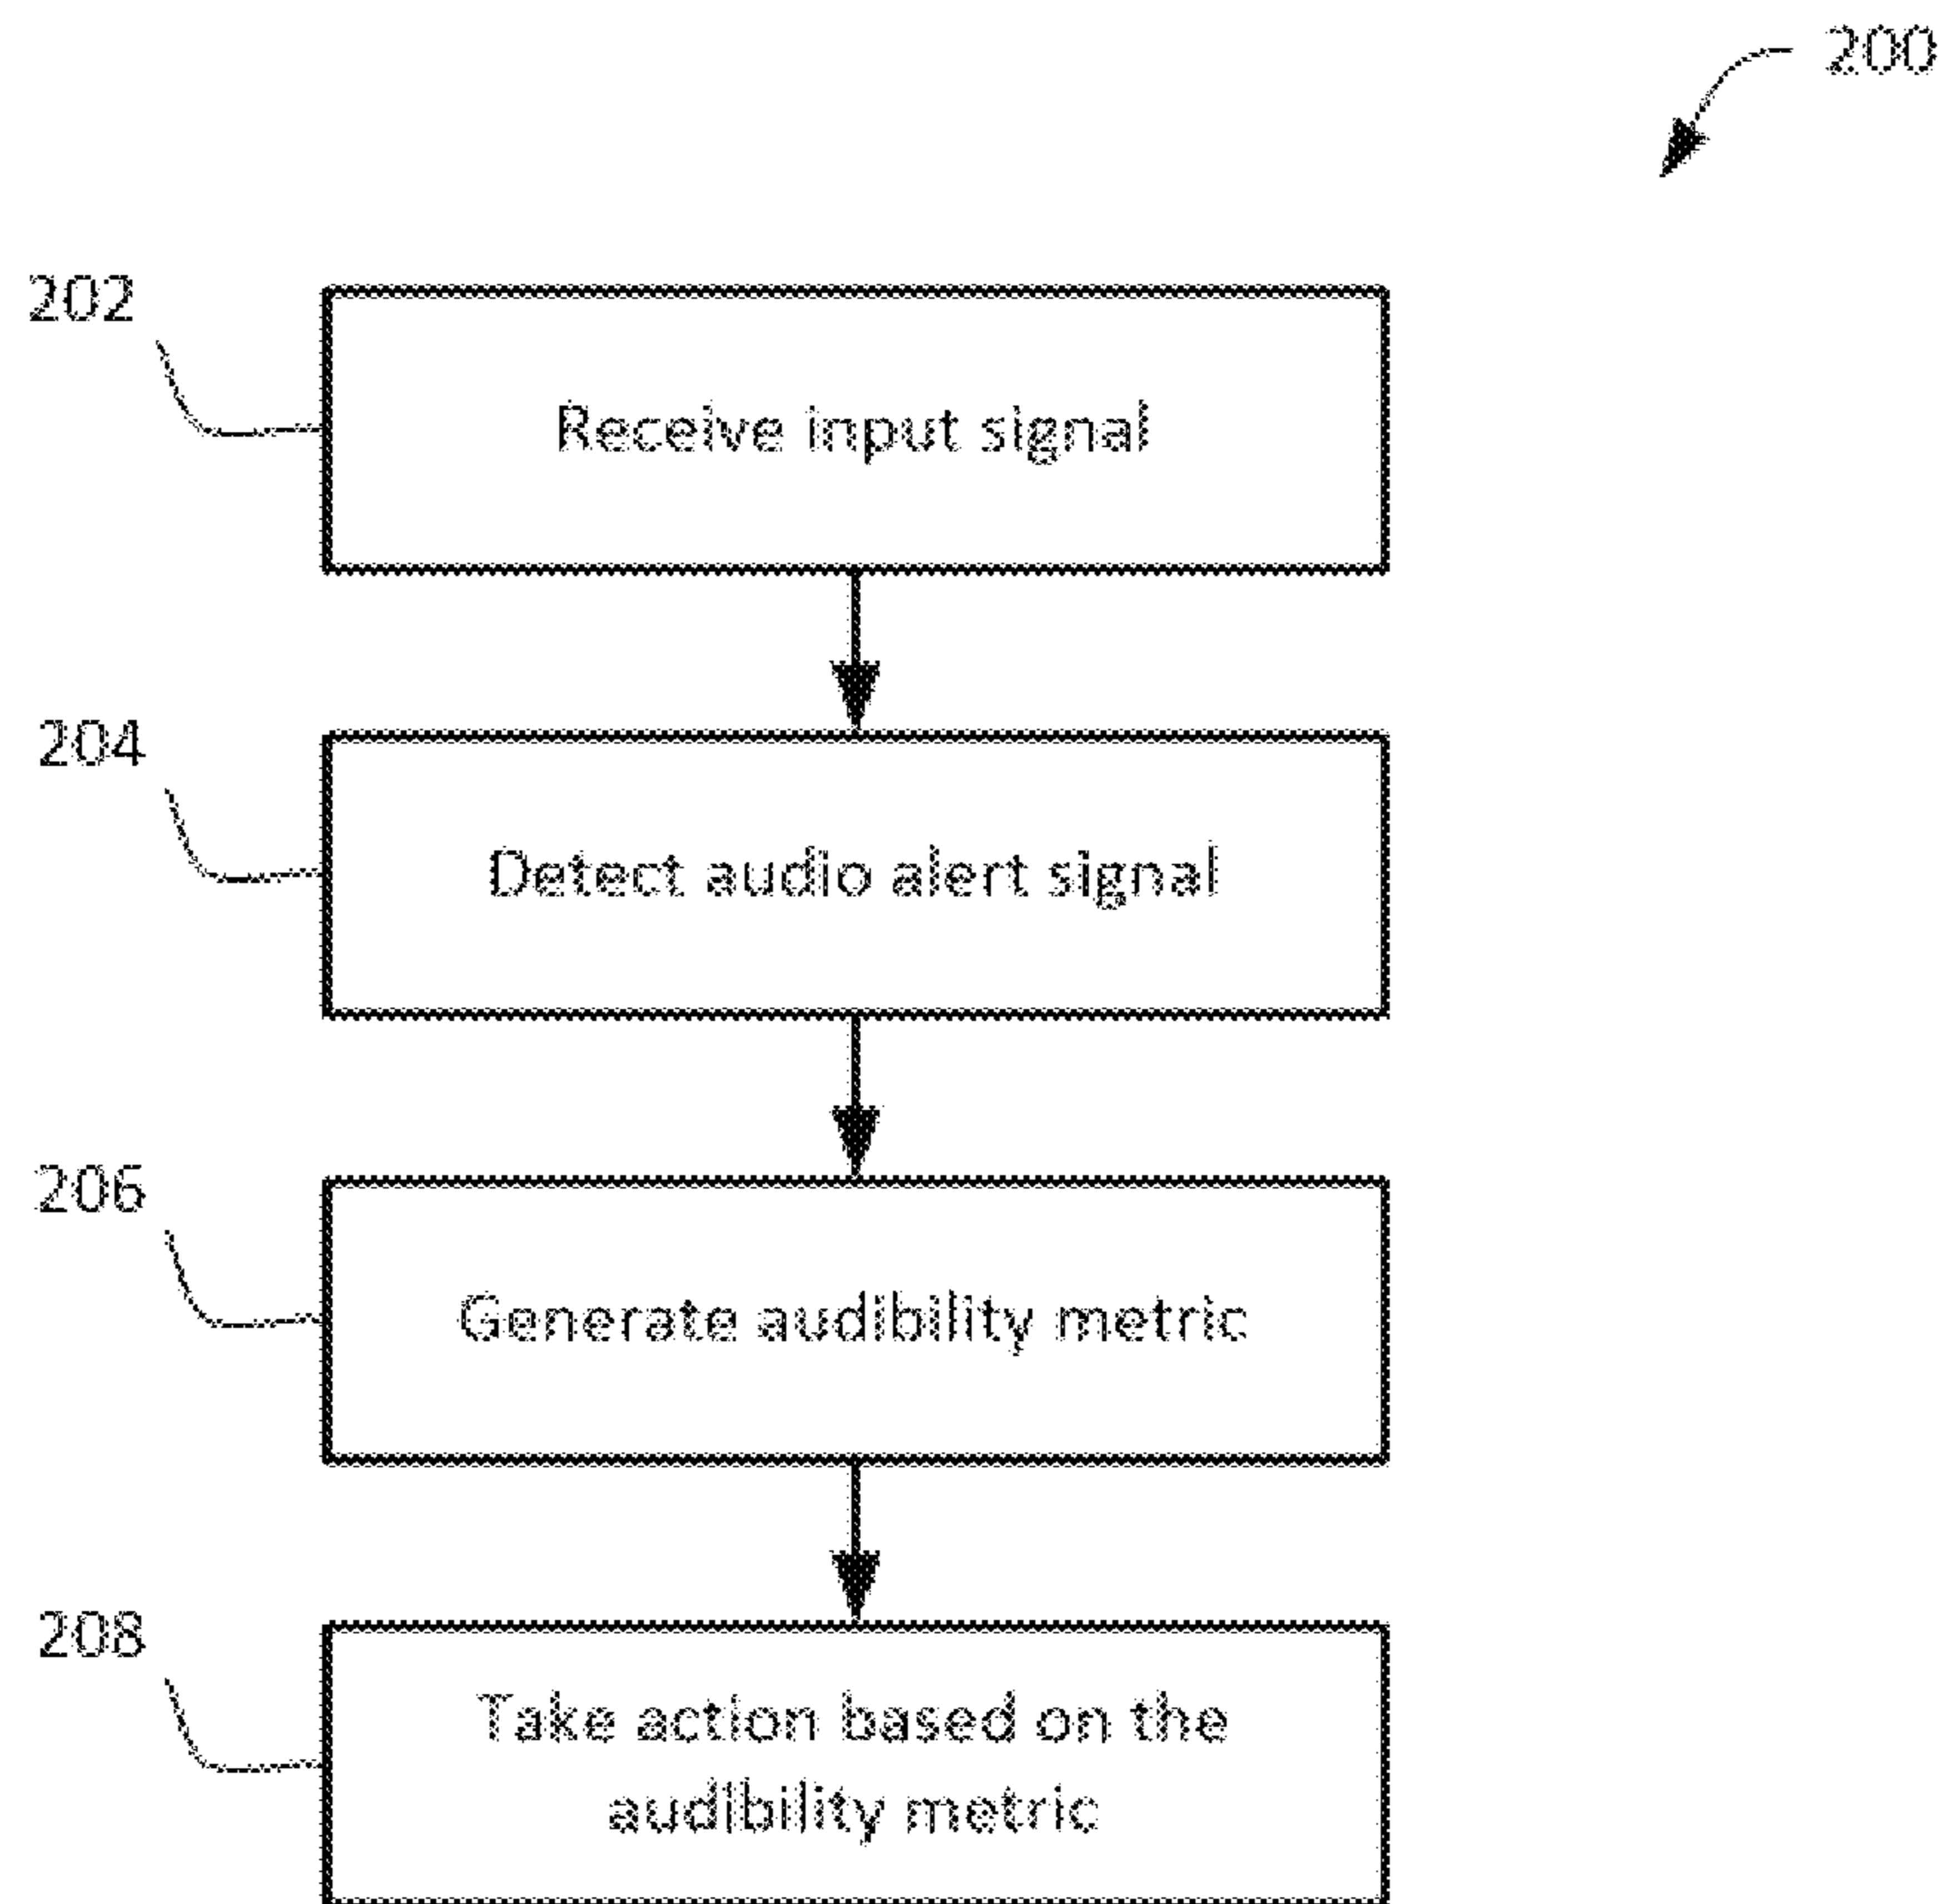 200
202
Receive input signal
204
Detect audio alert signal
206
Generate audibility metric
208
Take action based on the
audibility metric